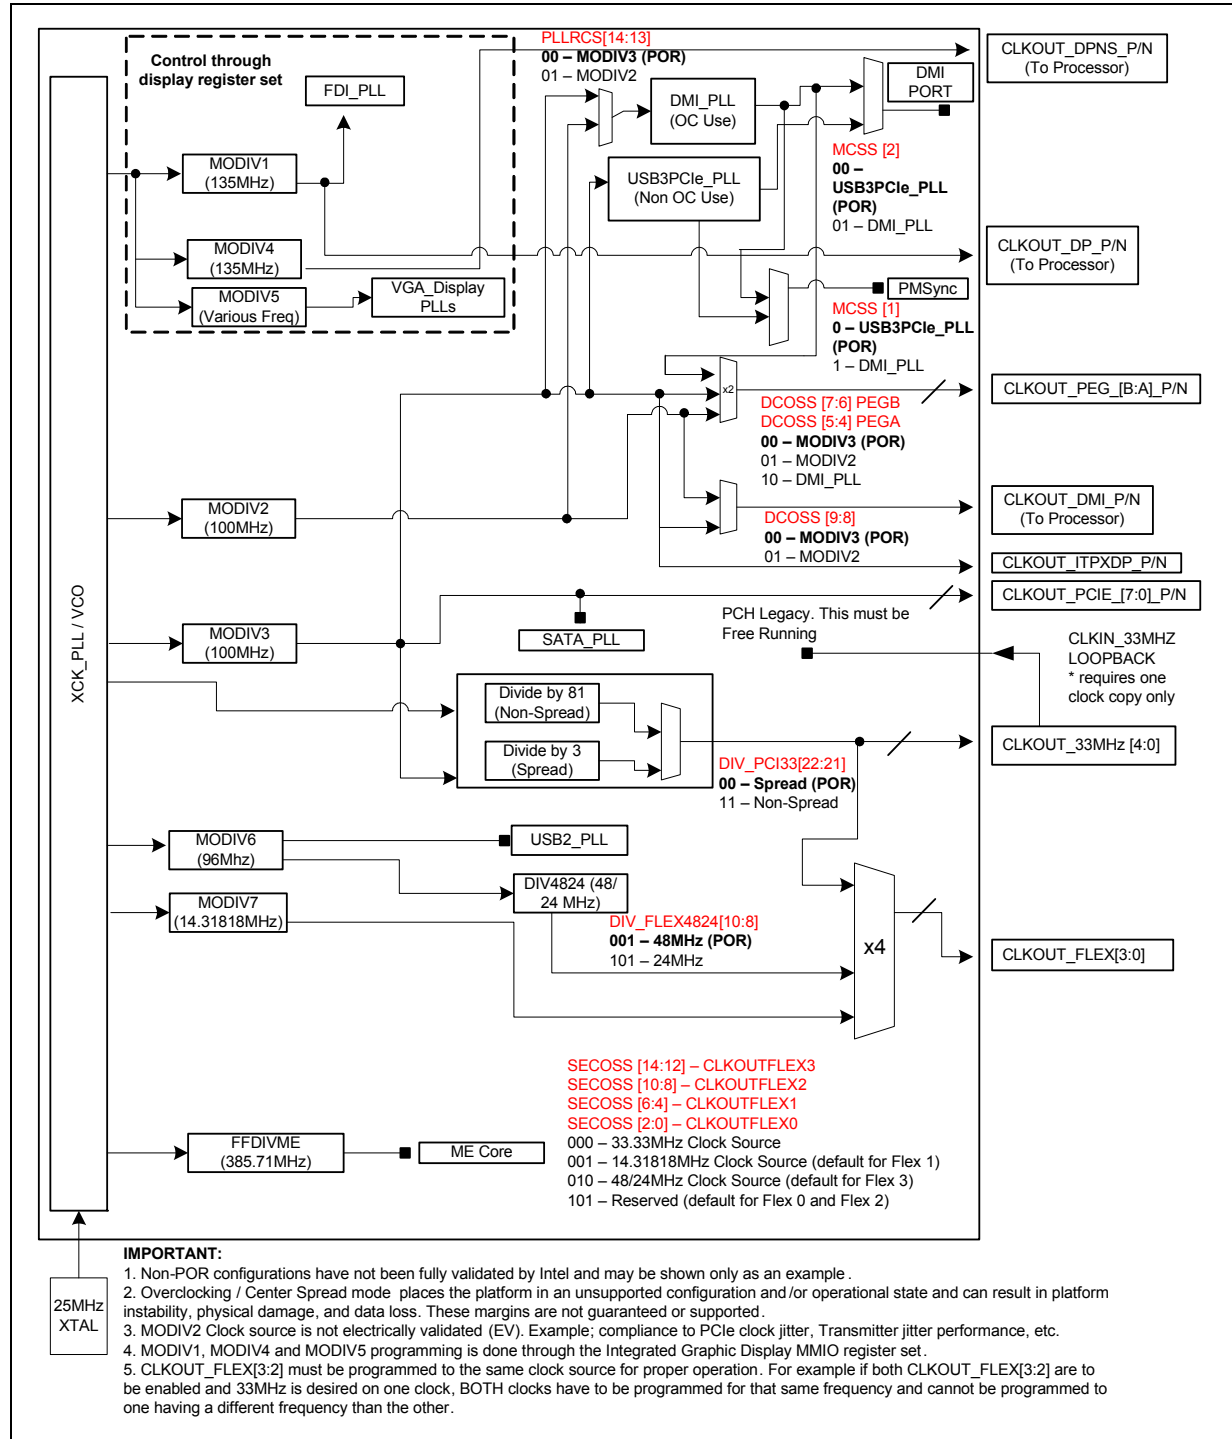 PLLRCS[14:13]
00 – MODIV3 (POR)
01 – MODIV2
CLKOUT_DPNS_P/N
(To Processor)
Control through
display register set
FDI_PLL
DMI_PLL
(OC Use)
DMI
PORT
MODIV1
(135MHz)
USB3PCIe_PLL
(Non OC Use)
MCSS [2]
00 –
USB3PCIe_PLL
(POR)
01 – DMI_PLL
CLKOUT_DP_P/N
(To Processor)
MODIV4
(135MHz)
MODIV5
(Various Freq)
VGA_Display
PLLs
PMSync
MCSS [1]
0 – USB3PCIe_PLL
(POR)
1 – DMI_PLL
x2
CLKOUT_PEG_[B:A]_P/N
DCOSS [7:6] PEGB
DCOSS [5:4] PEGA
00 – MODIV3 (POR)
01 – MODIV2
10 – DMI_PLL
MODIV2
(100MHz)
CLKOUT_DMI_P/N
(To Processor)
DCOSS [9:8]
00 – MODIV3 (POR)
01 – MODIV2
CLKOUT_ITPXDP_P/N
CLKOUT_PCIE_[7:0]_P/N
XCK_PLL / VCO
MODIV3
(100MHz)
SATA_PLL
PCH Legacy. This must be
Free Running
CLKIN_33MHZ
LOOPBACK
* requires one
clock copy only
Divide by 81
(Non-Spread)
Divide by 3
(Spread)
CLKOUT_33MHz [4:0]
DIV_PCI33[22:21]
00 – Spread (POR)
11 – Non-Spread
MODIV6
(96Mhz)
USB2_PLL
DIV4824 (48/
24 MHz)
MODIV7
(14.31818MHz)
DIV_FLEX4824[10:8]
001 – 48MHz (POR)
101 – 24MHz
x4
CLKOUT_FLEX[3:0]
SECOSS [14:12] – CLKOUTFLEX3
SECOSS [10:8] – CLKOUTFLEX2
SECOSS [6:4] – CLKOUTFLEX1
SECOSS [2:0] – CLKOUTFLEX0
000 – 33.33MHz Clock Source
001 – 14.31818MHz Clock Source (default for Flex 1)
010 – 48/24MHz Clock Source (default for Flex 3)
101 – Reserved (default for Flex 0 and Flex 2)
FFDIVME
(385.71MHz)
ME Core
25MHz
XTAL
IMPORTANT:
1. Non-POR configurations have not been fully validated by Intel and may be shown only as an example.
2. Overclocking / Center Spread mode places the platform in an unsupported configuration and/or operational state and can result in platform
instability, physical damage, and data loss. These margins are not guaranteed or supported.
3. MODIV2 Clock source is not electrically validated (EV). Example; compliance to PCIe clock jitter, Transmitter jitter performance, etc.
4. MODIV1, MODIV4 and MODIV5 programming is done through the Integrated Graphic Display MMIO register set.
5. CLKOUT_FLEX[3:2] must be programmed to the same clock source for proper operation. For example if both CLKOUT_FLEX[3:2] are to
be enabled and 33MHz is desired on one clock, BOTH clocks have to be programmed for that same frequency and cannot be programmed to
one having a different frequency than the other.